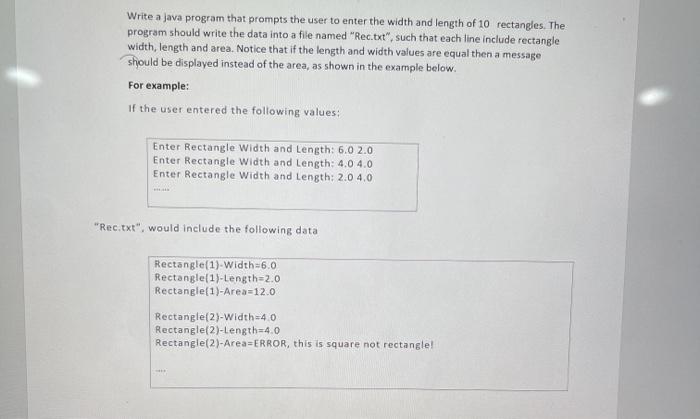 Write a java program that prompts the user to enter the width and length of 10 rectangles. The
program should write the data into a file named "Rec.txt", such that each line include rectangle
width, length and area. Notice that if the length and width values are equal then a message
should be displayed instead of the area, as shown in the example below.
For example:
If the user entered the following values:
Enter Rectangle Width and Length: 6.0 2.0
Enter Rectangle Width and Length: 4.0 4.0
Enter Rectangle Width and Length: 2.0 4.0
......
"Rec.txt", would include the following data
Rectangle(1)-Width=6.0
Rectangle(1)-Length=2.0
Rectangle(1)-Area=12.0
Rectangle(2)-Width=4.0
Rectangle(2)-Length=4.0
Rectangle(2)-Area=ERROR, this is square not rectangle!
....